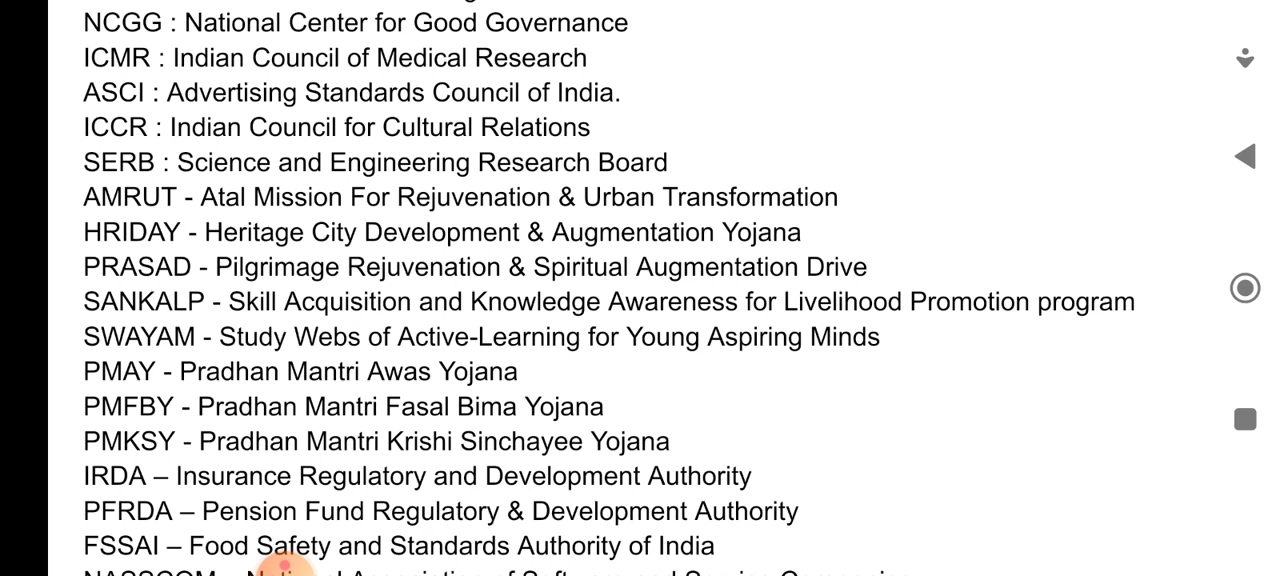 NCGG : National Center for Good Governance
ICMR : Indian Council of Medical Research
ASCI : Advertising Standards Council of India.
ICCR : Indian Council for Cultural Relations
SERB : Science and Engineering Research Board
AMRUT - Atal Mission For Rejuvenation & Urban Transformation
HRIDAY - Heritage City Development & Augmentation Yojana
PRASAD - Pilgrimage Rejuvenation & Spiritual Augmentation Drive
SANKALP - Skill Acquisition and Knowledge Awareness for Livelihood Promotion program
SWAYAM - Study Webs of Active-Learning for Young Aspiring Minds
PMAY - Pradhan Mantri Awas Yojana
PMFBY - Pradhan Mantri Fasal Bima Yojana
PMKSY - Pradhan Mantri Krishi Sinchayee Yojana
IRDA – Insurance Regulatory and Development Authority
PFRDA – Pension Fund Regulatory & Development Authority
FSSAI – Food Safety and Standards Authority of India